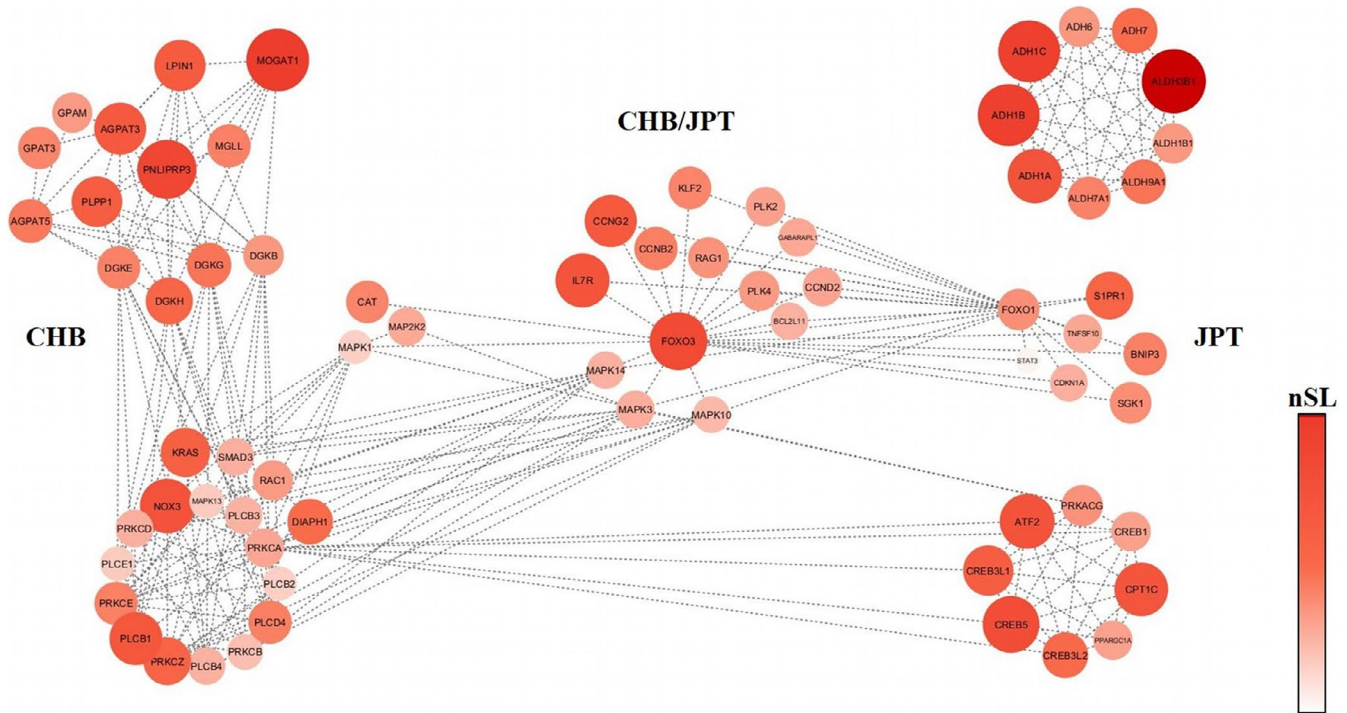 ADH6
ADH7
ADH1C
LPIN1
MOGAT1
ALDH3B1
GPAM
ADH1B
CHB/JPT
AGPAT3
GPAT3
MGLL
ALDH1B1
PNLIPRP3
ADH1A
ALDH9A1
KLF2
ALDH7A1
PLPP1
PLK2
AGPAT5
CCNG2
GABARAPL1
CCNB2
RAG1
DGKE
DGKG
DGKB
IL7R
PLK4
CCND2
DGKH
CAT
S1PR1
FOXO1
BCL2L11
MAP2K2
TNFSF10
CHB
JPT
FOXO3
MAPK1
BNIP3
STAT3
MAPK14
CDKN1A
nSL
SGK1
MAPK3
MAPK10
KRAS
SMAD3
RAC1
MAPK13
NOX3
PRKACG
PLCB3
DIAPH1
ATF2
PRKCD
CREB1
PRKCA
PLCE1
CREB3L1
PLCB2
CPT1C
PRKCE
PLCD4
CREB5
PLCB1
PPARGC1A
PRKCB
CREB3L2
PRKCZ
PLCB4